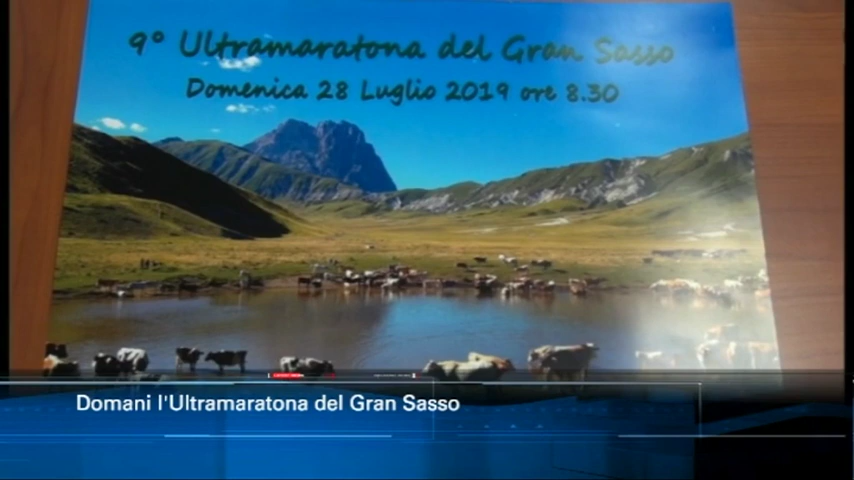 9° Ultramaratona del Gran Sasso
Domenica 28 Luglio 2019 ore 8.30
Domani l'Ultramaratona del Gran Sasso